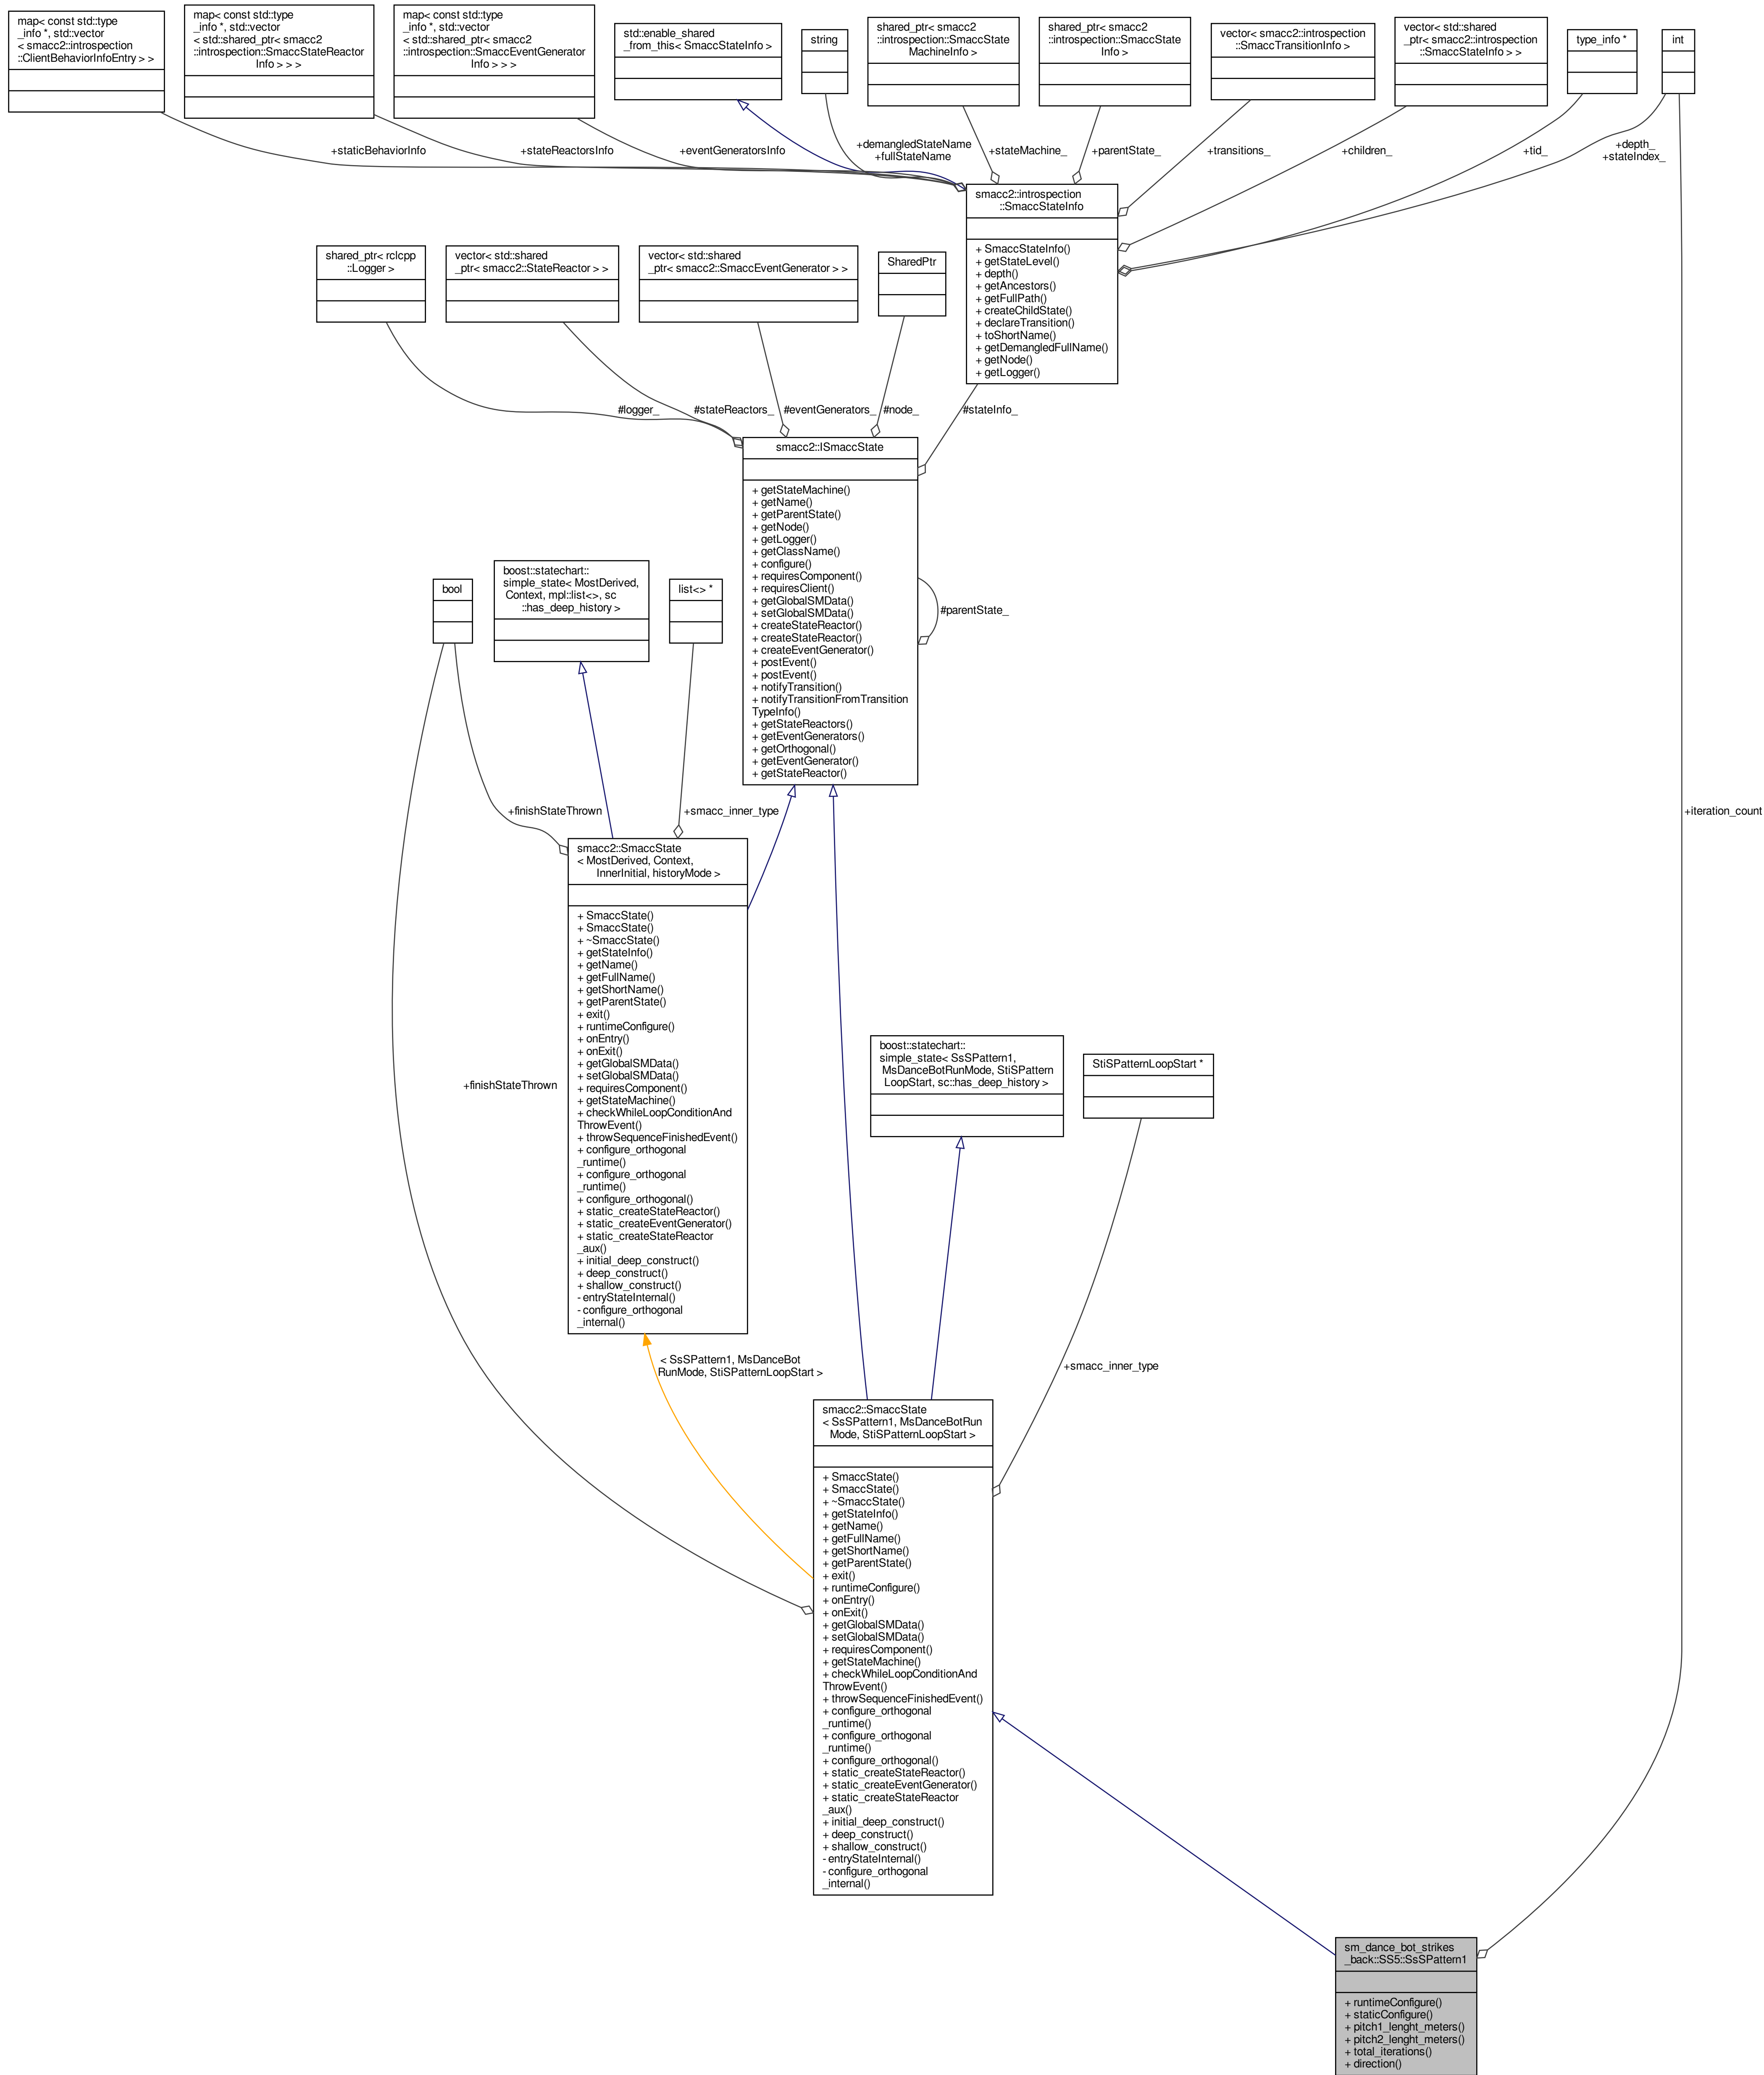 map< const std::type
_info *, std::vector
< smacc2::introspection
::ClientBehaviorInfoEntry > >
map< const std::type
_info *, std::vector
< std::shared_ptr< smacc2
::introspection::SmaccStateReactor
Info > > >
map< const std::type
_info *, std::vector
< std::shared_ptr< smacc2
::introspection::SmaccEventGenerator
Info > > >
std::enable_shared
_from_this< SmaccStateInfo >
string
shared_ptr< smacc2
::introspection::SmaccState
MachineInfo >
shared_ptr< smacc2
::introspection::SmaccState
Info >
vector< smacc2::introspection
::SmaccTransitionInfo >
vector< std::shared
_ptr< smacc2::introspection
::SmaccStateInfo > >
type_info *
int
+staticBehaviorInfo
+stateReactorsInfo
+eventGeneratorsInfo
+demangledStateName
+fullStateName
+stateMachine_
+parentState_
+transitions_
+children_
+tid_
+depth_
+stateIndex_
smacc2::introspection
::SmaccStateInfo
+ SmaccStateInfo()
+ getStateLevel()
+ depth()
+ getAncestors()
+ getFullPath()
+ createChildState()
+ declareTransition()
+ toShortName()
+ getDemangledFullName()
+ getNode()
+ getLogger()
shared_ptr< rclcpp
::Logger >
vector< std::shared
_ptr< smacc2::StateReactor > >
vector< std::shared
_ptr< smacc2::SmaccEventGenerator > >
SharedPtr
#logger_
#stateReactors_
#eventGenerators_
#node_
#stateInfo_
smacc2::ISmaccState
+ getStateMachine()
+ getName()
+ getParentState()
+ getNode()
+ getLogger()
+ getClassName()
+ configure()
+ requiresComponent()
+ requiresClient()
+ getGlobalSMData()
+ setGlobalSMData()
+ createStateReactor()
+ createStateReactor()
+ createEventGenerator()
+ postEvent()
+ postEvent()
+ notifyTransition()
+ notifyTransitionFromTransition
TypeInfo()
+ getStateReactors()
+ getEventGenerators()
+ getOrthogonal()
+ getEventGenerator()
+ getStateReactor()
#parentState_
bool
boost::statechart::
simple_state< MostDerived,
Context, mpl::list<>, sc
::has_deep_history >
list<> *
+finishStateThrown
+smacc_inner_type
+iteration_count
smacc2::SmaccState
< MostDerived, Context,
InnerInitial, historyMode >
+ SmaccState()
+ SmaccState()
+ ~SmaccState()
+ getStateInfo()
+ getName()
+ getFullName()
+ getShortName()
+ getParentState()
+ exit()
+ runtimeConfigure()
+ onEntry()
+ onExit()
+ getGlobalSMData()
+ setGlobalSMData()
+ requiresComponent()
+ getStateMachine()
+ checkWhileLoopConditionAnd
ThrowEvent()
+ throwSequenceFinishedEvent()
+ configure_orthogonal
_runtime()
+ configure_orthogonal
_runtime()
+ configure_orthogonal()
+ static_createStateReactor()
+ static_createEventGenerator()
+ static_createStateReactor
_aux()
+ initial_deep_construct()
+ deep_construct()
+ shallow_construct()
- entryStateInternal()
- configure_orthogonal
_internal()
+finishStateThrown
boost::statechart::
simple_state< SsSPattern1,
MsDanceBotRunMode, StiSPattern
LoopStart, sc::has_deep_history >
StiSPatternLoopStart *
< SsSPattern1, MsDanceBot
RunMode, StiSPatternLoopStart >
+smacc_inner_type
smacc2::SmaccState
< SsSPattern1, MsDanceBotRun
Mode, StiSPatternLoopStart >
+ SmaccState()
+ SmaccState()
+ ~SmaccState()
+ getStateInfo()
+ getName()
+ getFullName()
+ getShortName()
+ getParentState()
+ exit()
+ runtimeConfigure()
+ onEntry()
+ onExit()
+ getGlobalSMData()
+ setGlobalSMData()
+ requiresComponent()
+ getStateMachine()
+ checkWhileLoopConditionAnd
ThrowEvent()
+ throwSequenceFinishedEvent()
+ configure_orthogonal
_runtime()
+ configure_orthogonal
_runtime()
+ configure_orthogonal()
+ static_createStateReactor()
+ static_createEventGenerator()
+ static_createStateReactor
_aux()
+ initial_deep_construct()
+ deep_construct()
+ shallow_construct()
- entryStateInternal()
- configure_orthogonal
_internal()
sm_dance_bot_strikes
_back::SS5::SsSPattern1
+ runtimeConfigure()
+ staticConfigure()
+ pitch1_lenght_meters()
+ pitch2_lenght_meters()
+ total_iterations()
+ direction()